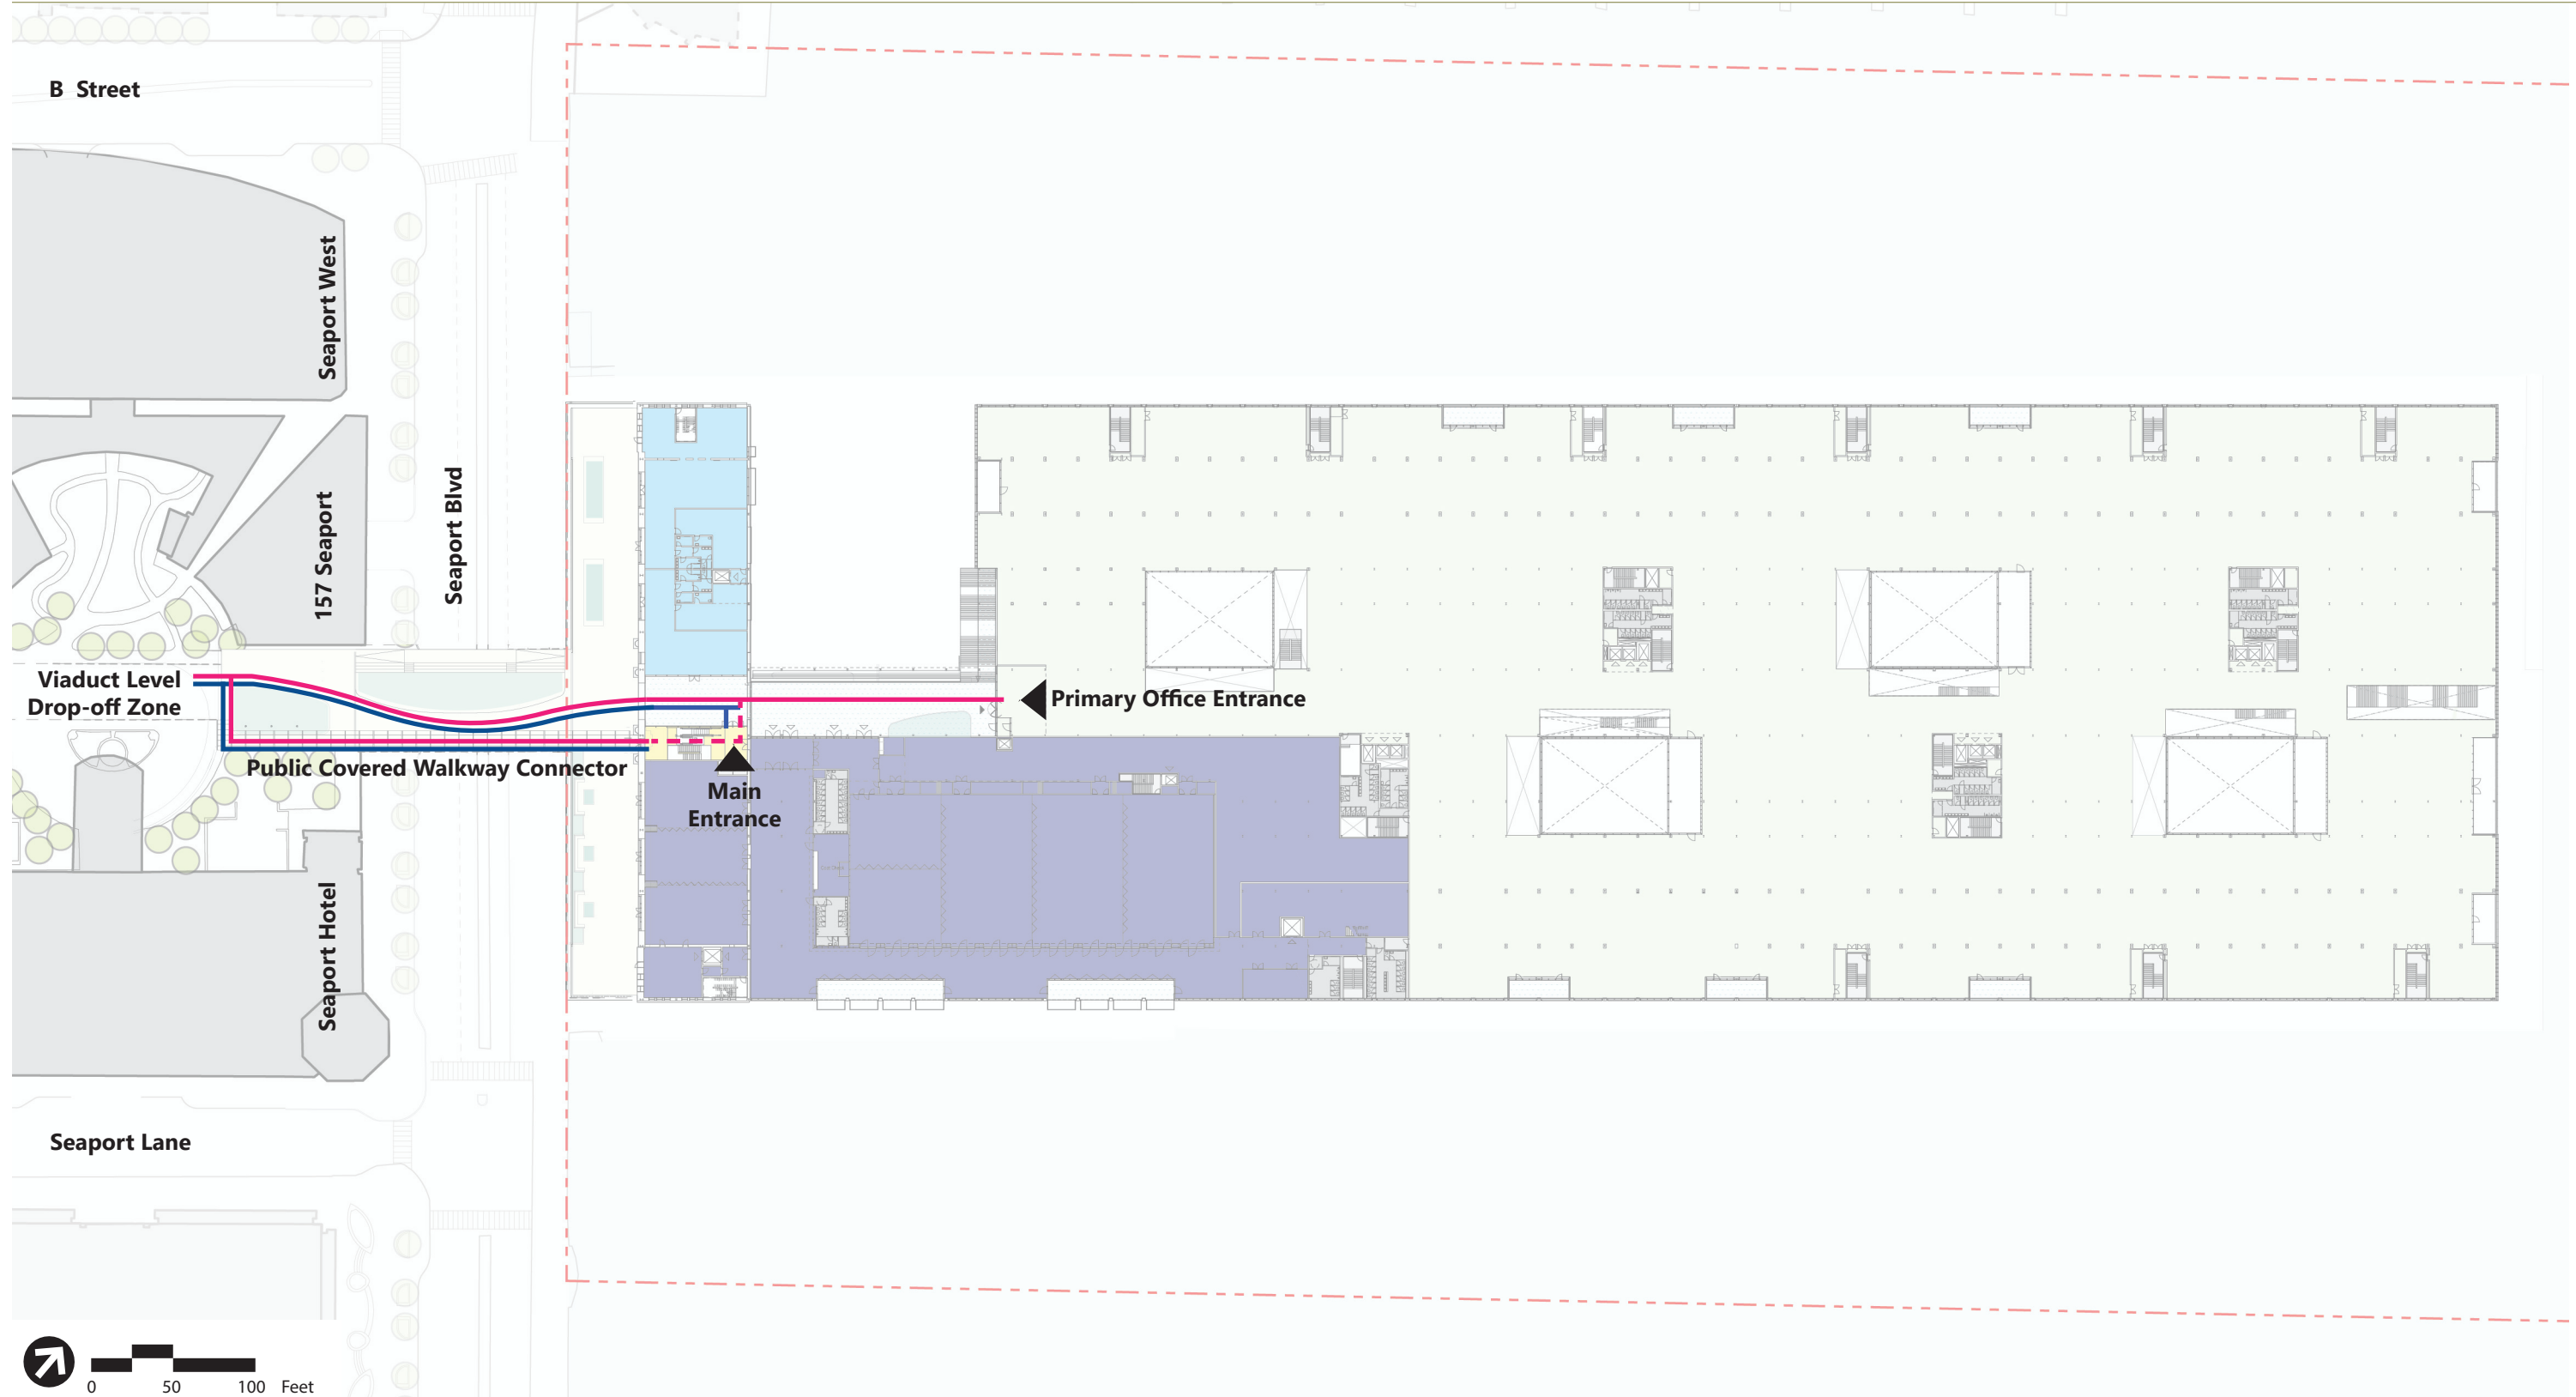 B Street
Seaport West
157 Seaport
Seaport Blvd
Viaduct Level
Drop-off Zone
Primary Office Entrance
Public Covered Walkway Connector
Main
Entrance
Seaport Hotel
Seaport Lane
0 50 100 Feet